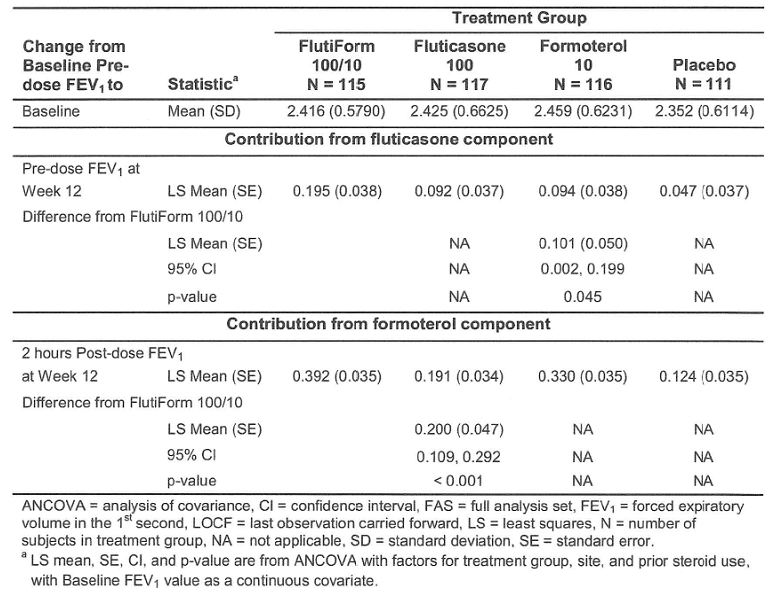 Treatment Group
Change from Baseline Pre-dose FEV1 to Statistic^a FlutiForm 100/10 N = 115 Fluticasone 100 N = 117 Formoterol 10 N = 116 Placebo N = 111
Baseline Mean (SD) 2.416 (0.5790) 2.425 (0.6625) 2.459 (0.6231) 2.352 (0.6114)
Contribution from fluticasone component
Pre-dose FEV1 at
Week 12 LS Mean (SE) 0.195 (0.038) 0.092 (0.037) 0.094 (0.038) 0.047 (0.037)
Difference from FlutiForm 100/10
LS Mean (SE) NA 0.101 (0.050) NA
95% CI NA 0.002, 0.199 NA
p-value NA 0.045 NA
Contribution from formoterol component
2 hours Post-dose FEV1
at Week 12 LS Mean (SE) 0.392 (0.035) 0.191 (0.034) 0.330 (0.035) 0.124 (0.035)
Difference from FlutiForm 100/10
LS Mean (SE) 0.200 (0.047) NA NA
95% CI 0.109, 0.292 NA NA
p-value < 0.001 NA NA
ANCOVA = analysis of covariance, CI = confidence interval, FAS = full analysis set, FEV1 = forced expiratory
volume in the 1st second, LOCF = last observation carried forward, LS = least squares, N = number of
subjects in treatment group, NA = not applicable, SD = standard deviation, SE = standard error.
a LS mean, SE, CI, and p-value are from ANCOVA with factors for treatment group, site, and prior steroid use,
with Baseline FEV1 value as a continuous covariate.